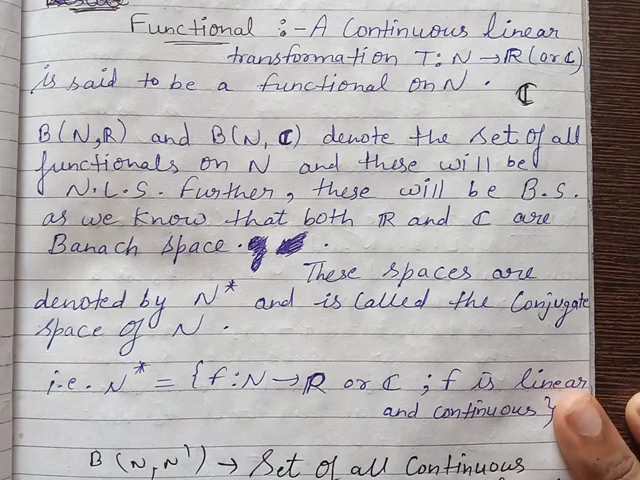 Functional :- A Continuous linear
transformation T: N → ℝ (or ℂ)
is said to be a functional on N .
ℂ
B(N,ℝ) and B(N, ℂ) denote the set of all
functionals on N and these will be
N.L.S. Further, these will be B.S.
as we know that both ℝ and ℂ are
Banach space .
These spaces are
denoted by N* and is called the Conjugate
space of N .
i.e. N* = {f : N → ℝ or ℂ ; f is linear
and continuous}
B (N, N') → Set of all Continuous